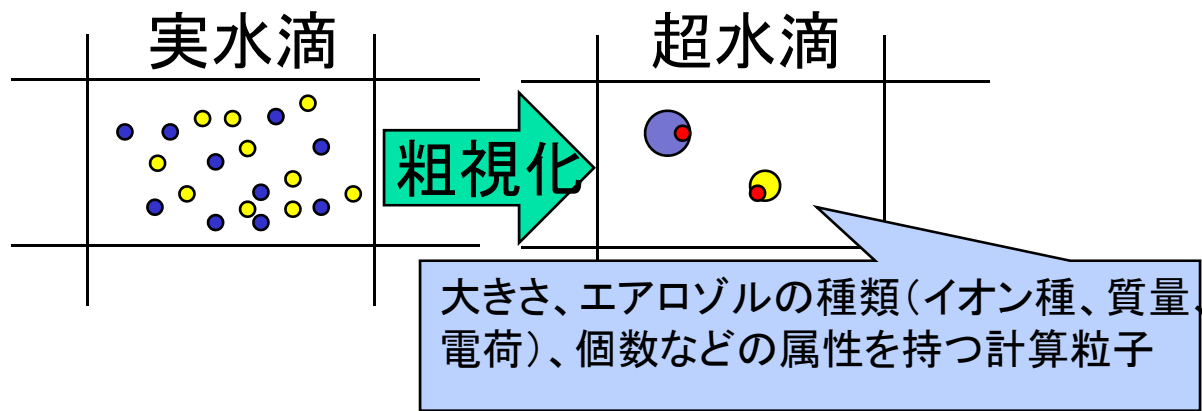 実水滴
超水滴
粗視化
大きさ、エアロゾルの種類（イオン種、質量、
電荷）、個数などの属性を持つ計算粒子